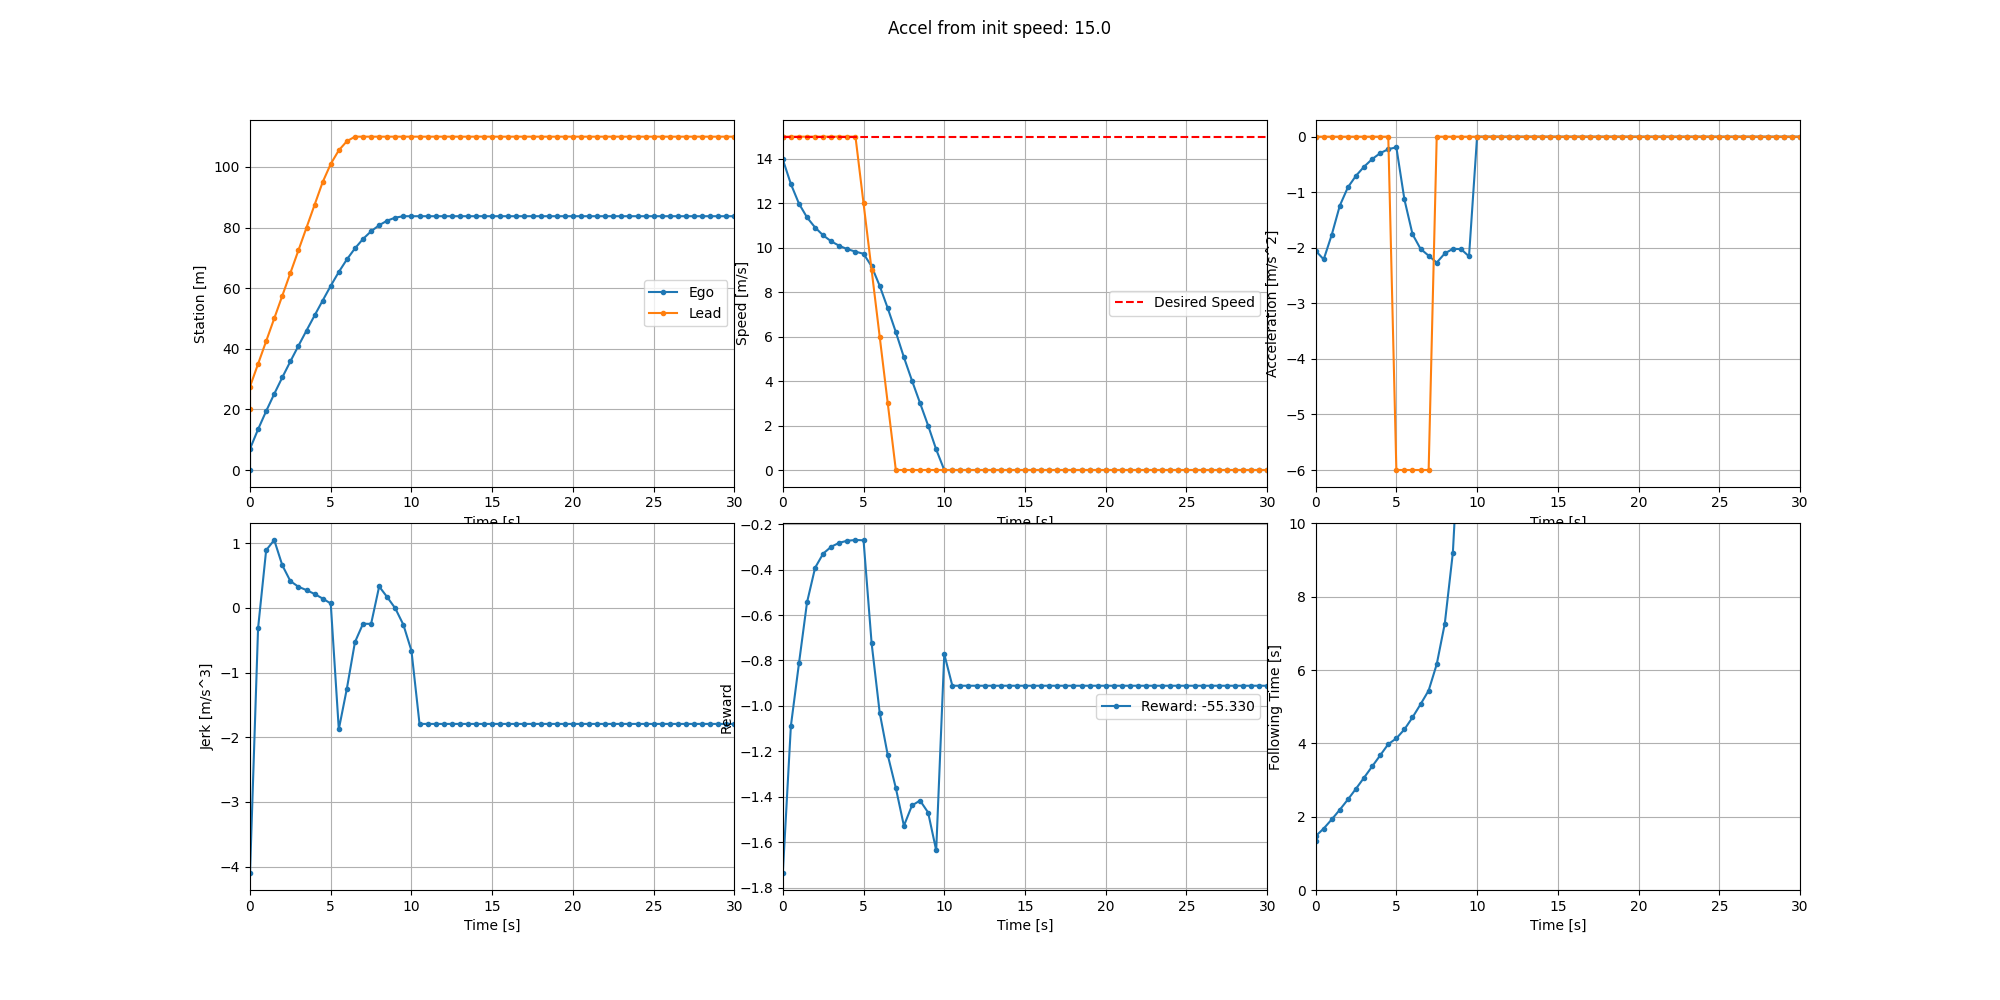 Accel from init speed: 15.0
Station [m]
100
80
60
40
20
0
0 5 10 15 20 25 30
Time [s]
Ego
Lead
Speed [m/s]
14
12
10
8
6
4
2
0
0 5 10 15 20 25 30
Time [s]
Desired Speed
Acceleration [m/s^2]
0
−1
−2
−3
−4
−5
−6
0 5 10 15 20 25 30
Time [s]
Jerk [m/s^3]
1
0
−1
−2
−3
−4
0 5 10 15 20 25 30
Time [s]
Reward
−0.2
−0.4
−0.6
−0.8
−1.0
−1.2
−1.4
−1.6
−1.8
0 5 10 15 20 25 30
Time [s]
Reward: -55.330
Following Time [s]
10
8
6
4
2
0
0 5 10 15 20 25 30
Time [s]